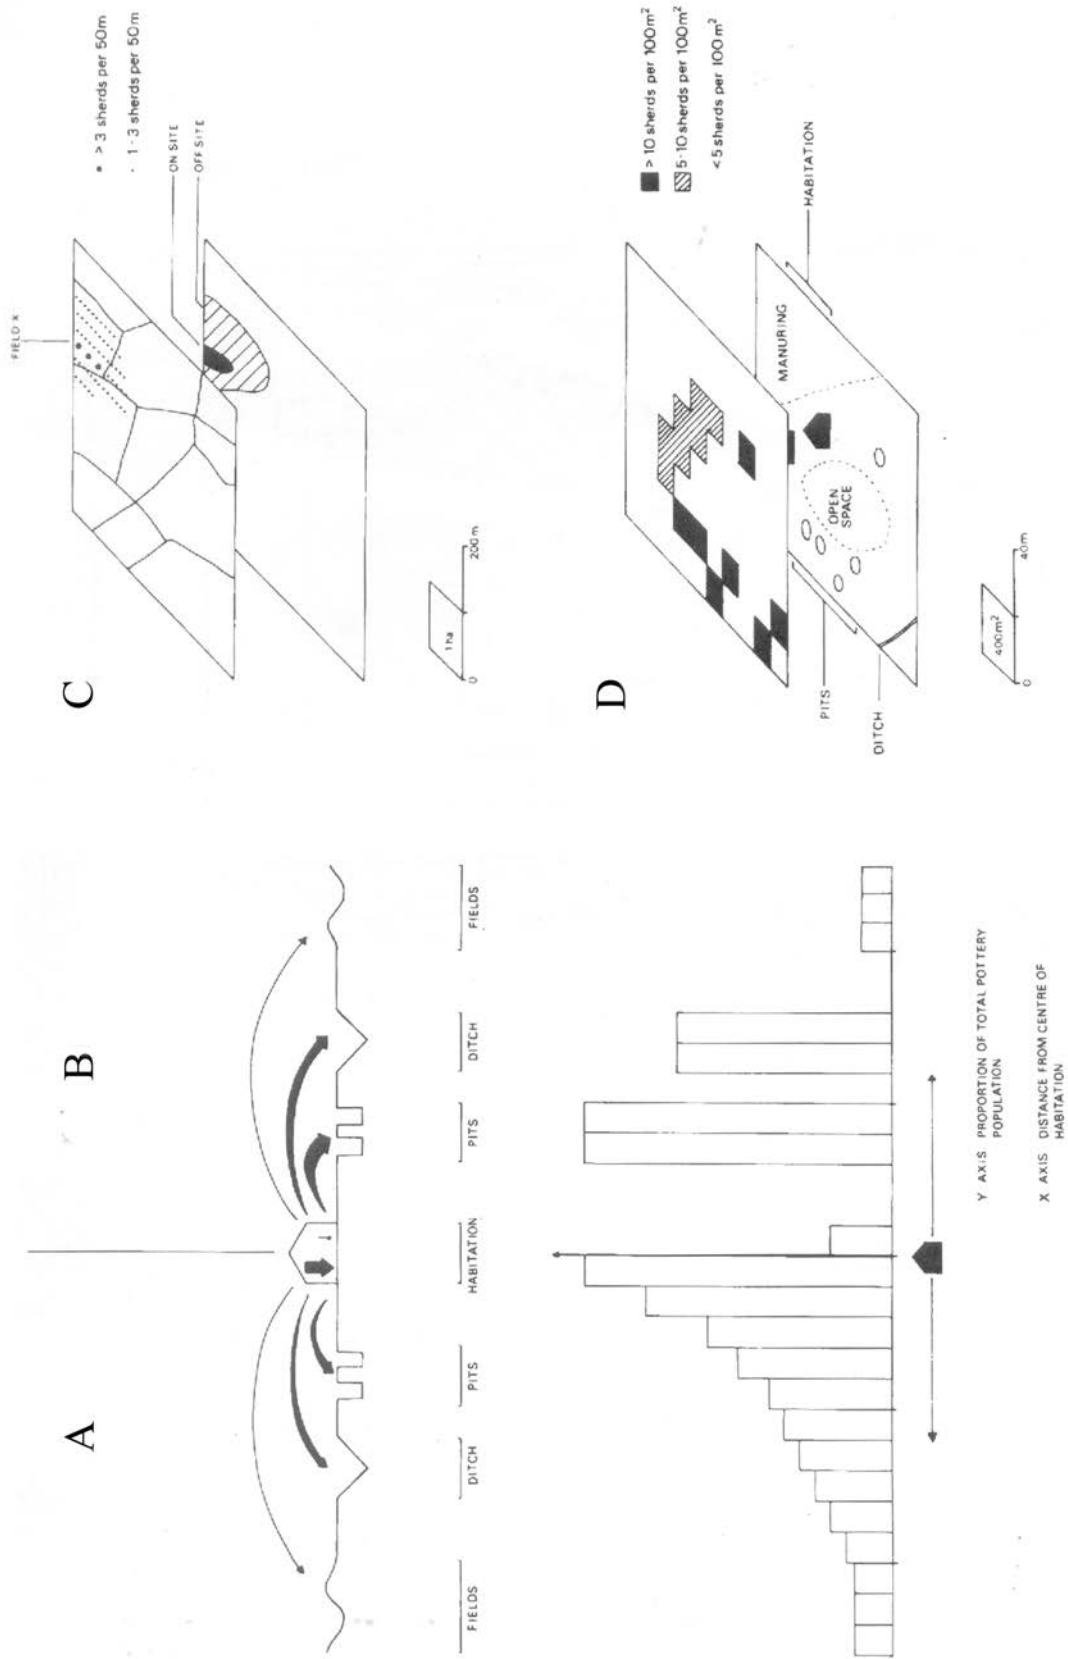 A
B
FIELDS
DITCH
PITS
HABITATION
PITS
DITCH
FIELDS
Y AXIS PROPORTION OF TOTAL POTTERY
POPULATION
X AXIS DISTANCE FROM CENTRE OF
HABITATION
C
FIELD X
• > 3 sherds per 50m
· 1-3 sherds per 50m
ON SITE
OFF SITE
1 ha
0
200m
D
> 10 sherds per 100m²
5-10 sherds per 100m²
< 5 sherds per 100m²
HABITATION
MANURING
OPEN
SPACE
PITS
DITCH
400m²
0
40m